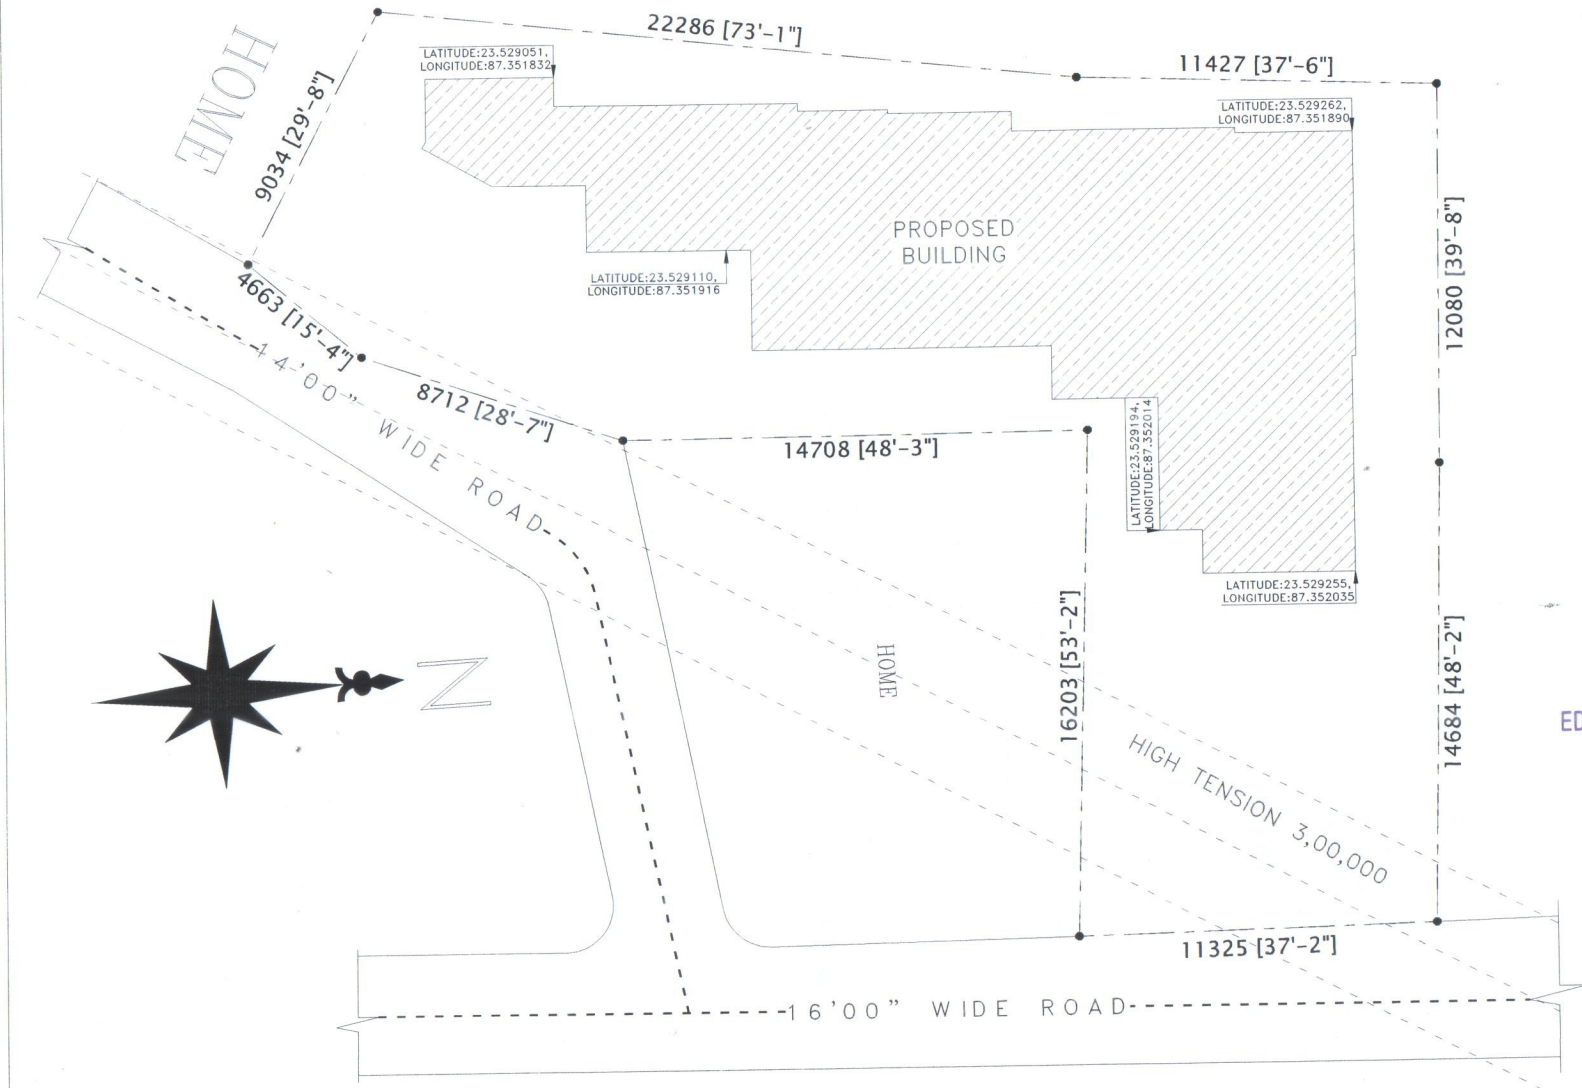 22286 [73'-1"]
11427 [37'-6"]
HOME
9034 [29'-8"]
LATITUDE:23.529051,
LONGITUDE:87.351832
LATITUDE:23.529262,
LONGITUDE:87.351890
PROPOSED
BUILDING
12080 [39'-8"]
LATITUDE:23.529110,
LONGITUDE:87.351916
4663 [15'-4"]
14'00" WIDE ROAD
8712 [28'-7"]
14708 [48'-3"]
LATITUDE:23.529194,
LONGITUDE:87.352014
LATITUDE:23.529255,
LONGITUDE:87.352035
N
HOME
16203 [53'-2"]
14684 [48'-2"]
ED
HIGH TENSION 3,00,000
11325 [37'-2"]
16'00" WIDE ROAD